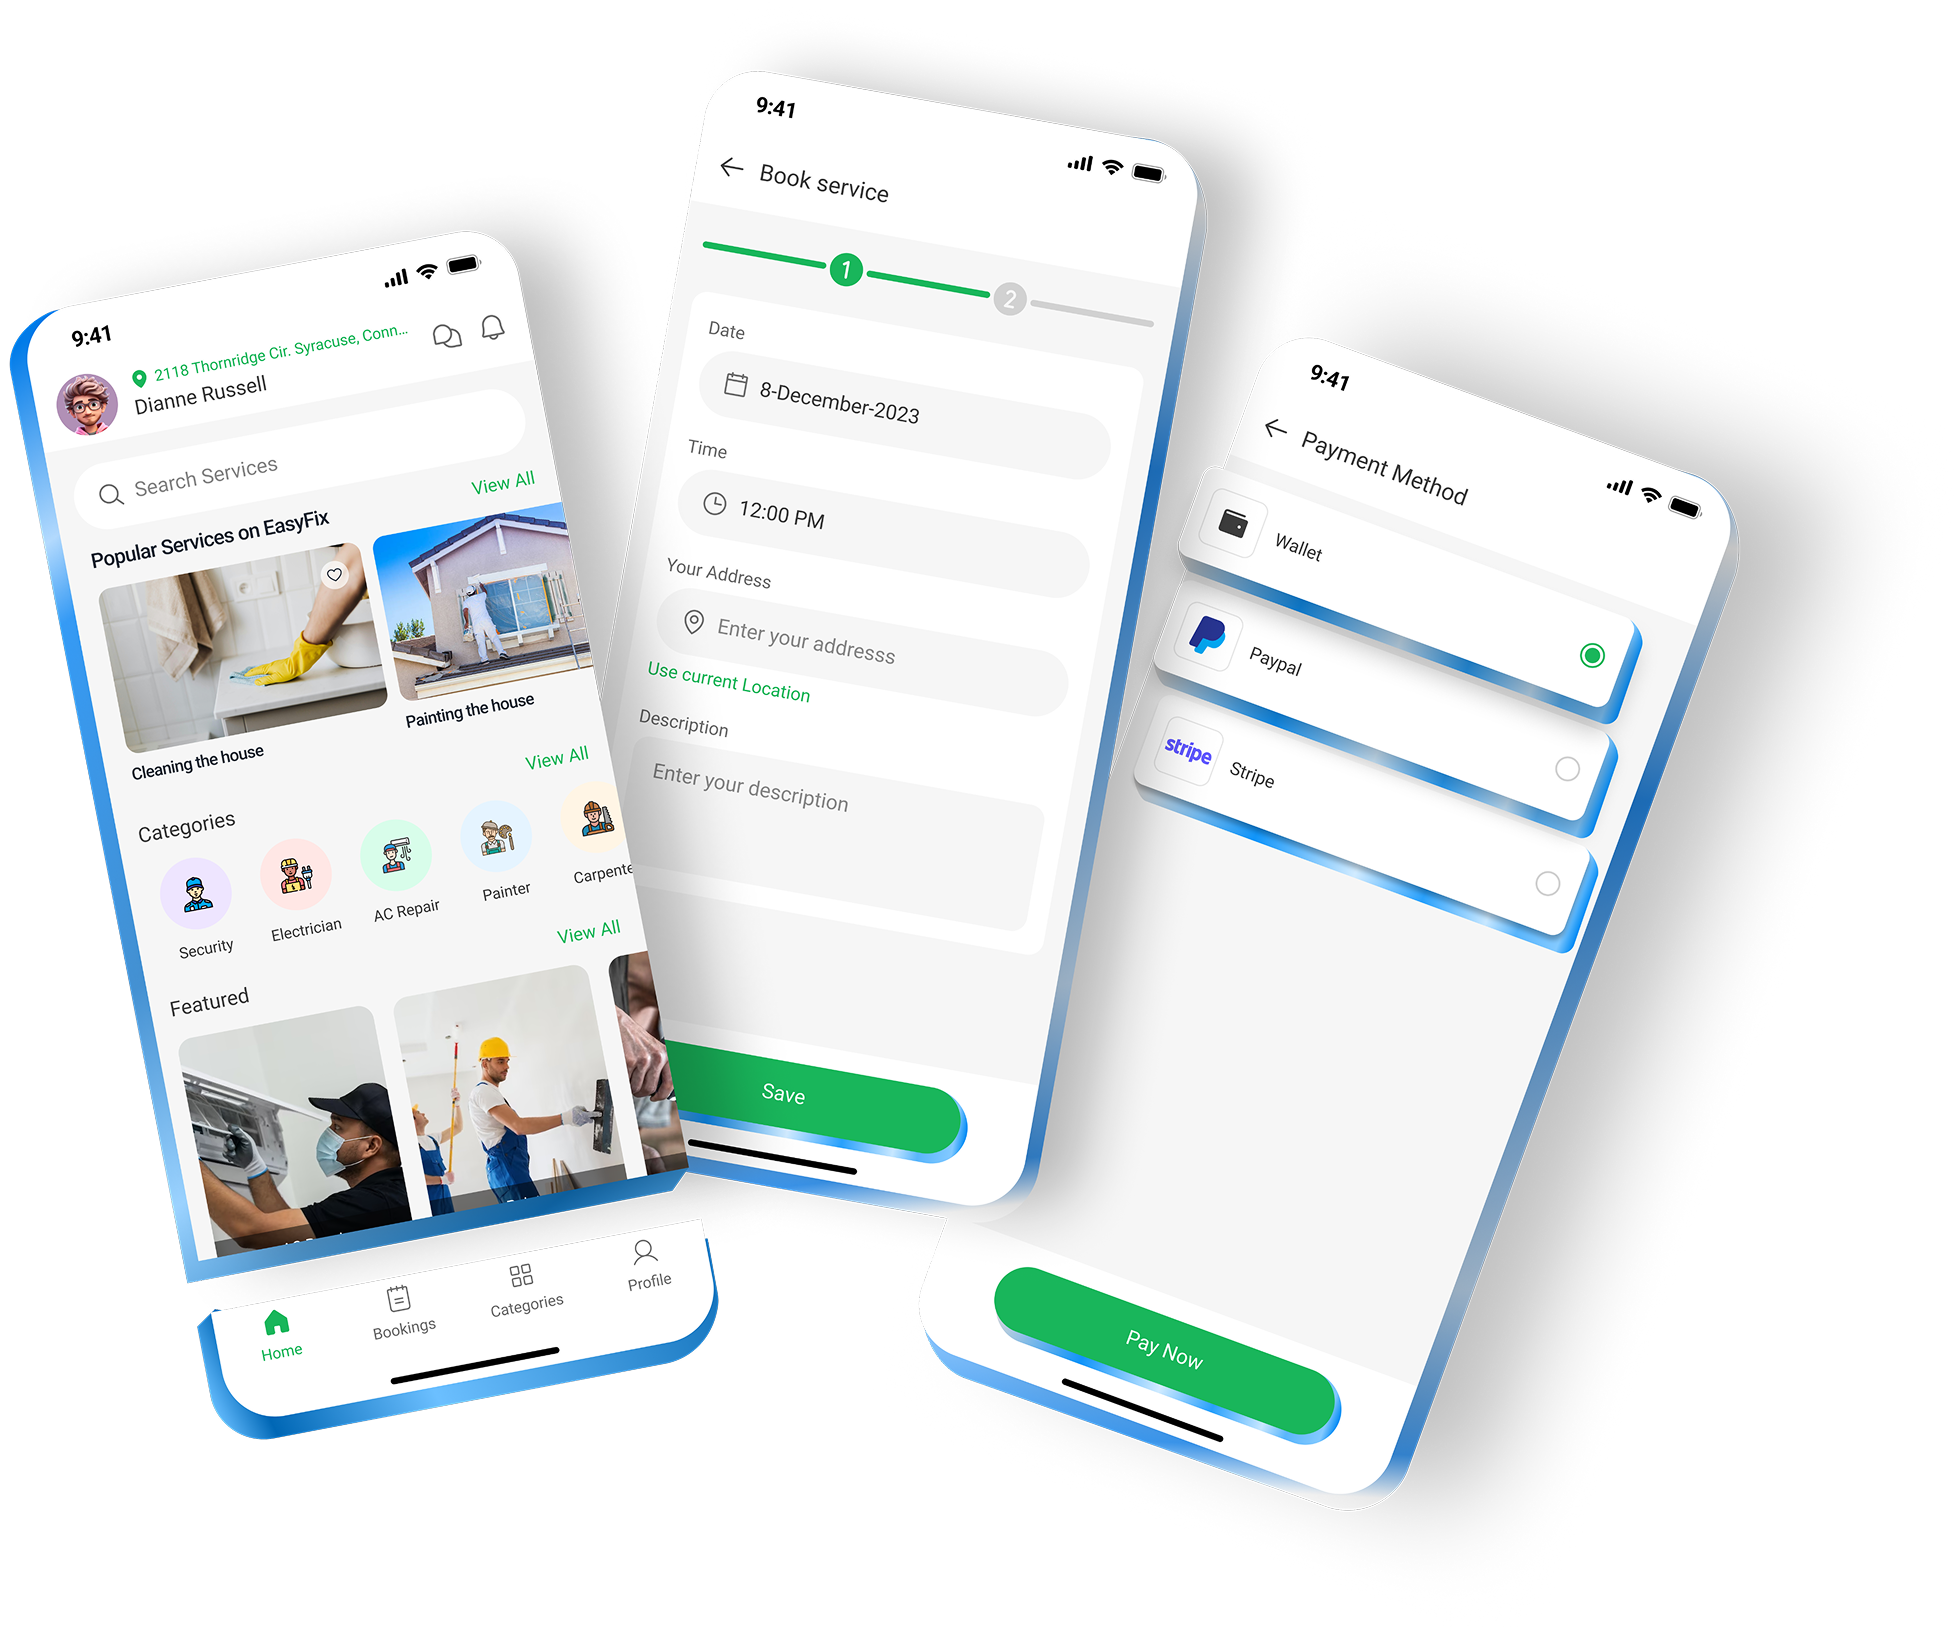 9:41
2118 Thornridge Cir. Syracuse, Conn...
Dianne Russell
Search Services
View All
Popular Services on EasyFix
Cleaning the house
Painting the house
View All
Categories
Security
Electrician
AC Repair
Painter
Carpente
View All
Featured
Home
Bookings
Categories
Profile
9:41
Book service
1
2
Date
8-December-2023
Time
12:00 PM
Your Address
Enter your addresss
Use current Location
Description
Enter your description
Save
9:41
Payment Method
Wallet
Paypal
stripe
Stripe
Pay Now